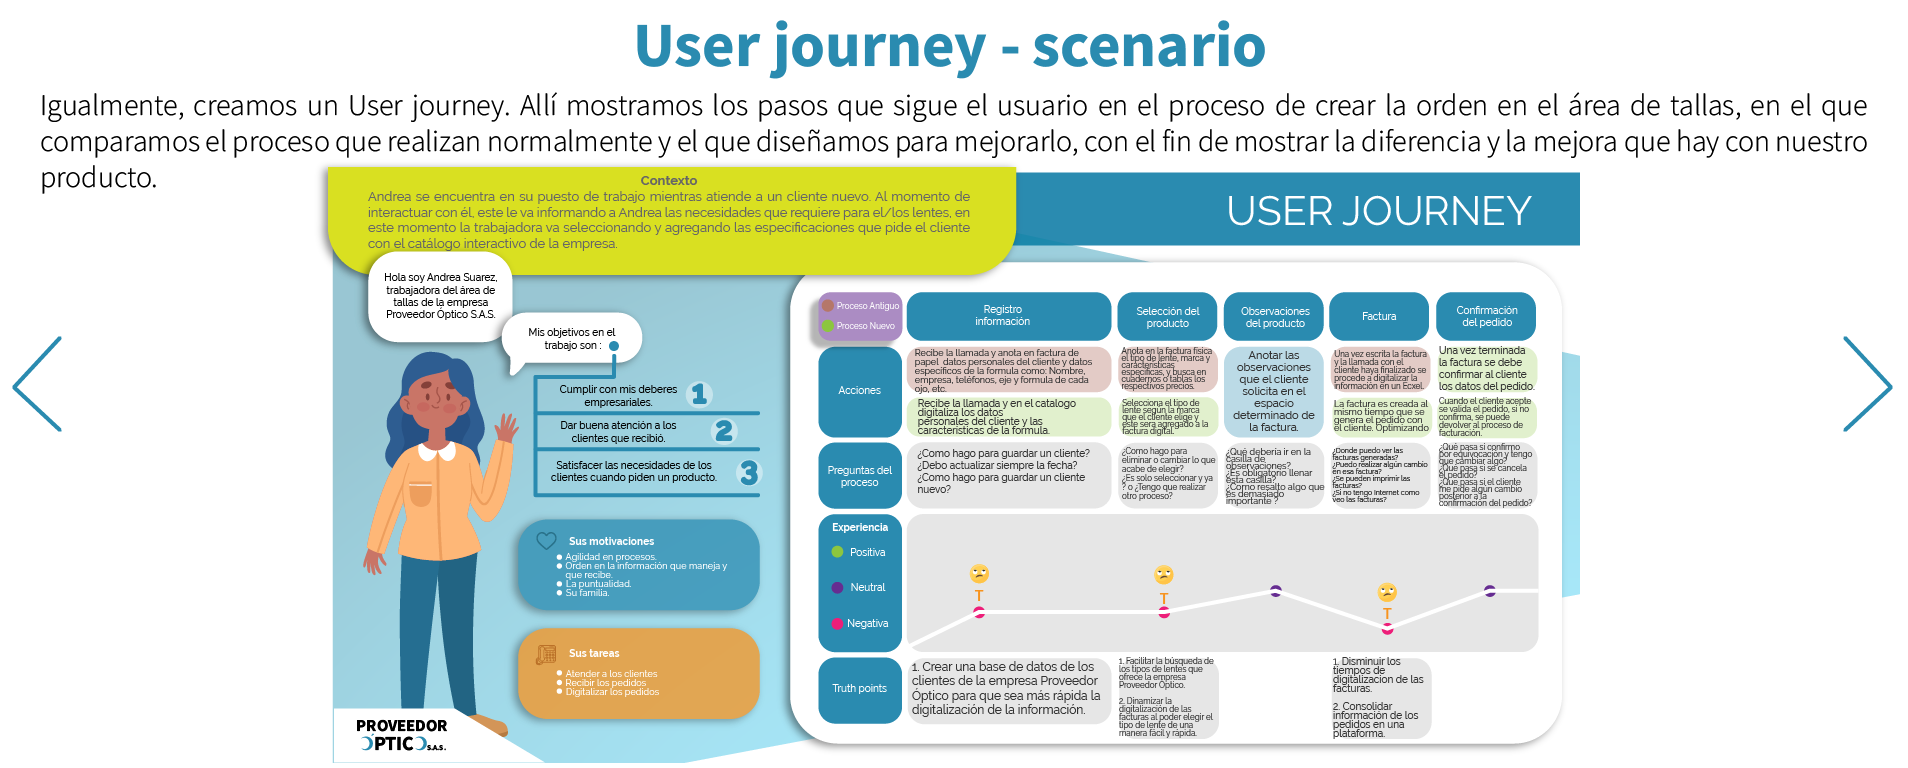 User journey - scenario
Igualmente, creamos un User journey. Allí mostramos los pasos que sigue el usuario en el proceso de crear la orden en el área de tallas, en el que
comparamos el proceso que realizan normalmente y el que diseñamos para mejorarlo, con el fin de mostrar la diferencia y la mejora que hay con nuestro
producto.
Contexto
Andrea se encuentra en su puesto de trabajo mientras atiende a un cliente nuevo. Al momento de
interactuar con él, este le va informando a Andrea las necesidades que requiere para el/los lentes, en
este momento la trabajadora va seleccionando y agregando las especificaciones que pide el cliente
con el catálogo interactivo de la empresa.
USER JOURNEY
Hola soy Andrea Suarez,
trabajadora del área de
tallas de la empresa
Proveedor Óptico S.A.S.
Mis objetivos en el
trabajo son :
Cumplir con mis deberes
empresariales.
1
Dar buena atención a los
clientes que recibió.
2
Satisfacer las necesidades de los
clientes cuando piden un producto.
3
Sus motivaciones
Agilidad en procesos.
Orden en la información que maneja y
que recibe.
La puntualidad.
Su familia.
Sus tareas
Atender a los clientes
Recibir los pedidos
Digitalizar los pedidos
PROVEEDOR
ÓPTICO S.A.S.
Proceso Antiguo
Proceso Nuevo
Registro
información
Selección del
producto
Observaciones
del producto
Factura
Confirmación
del pedido
Acciones
Recibe la llamada y anota en factura de
papel datos personales del cliente y datos
específicos de la formula como: Nombre,
empresa, teléfonos, eje y formula de cada
ojo, etc.
Recibe la llamada y en el catalogo
digitaliza los datos
personales del cliente y las
características de la formula.
Anota en la factura física
el tipo de lente, marca y
características
específicas, y busca en
cuadernos o tablas los
respectivos precios.
Selecciona el tipo de
lente según la marca
que el cliente elige y
este será agregado a la
factura digital.
Anotar las
observaciones
que el cliente
solicita en el
espacio
determinado de
la factura.
Una vez escrita la factura
y la llamada con el
cliente haya finalizado se
procede a digitalizar la
información en un Ecxel.
La factura es creada al
mismo tiempo que se
genera el pedido con
el cliente. Optimizando
Una vez terminada
la factura se debe
confirmar al cliente
los datos del pedido.
Cuando el cliente acepte
se valida el pedido, si no
confirma, se puede
devolver al proceso de
facturación.
Preguntas del
proceso
¿Como hago para guardar un cliente?
¿Debo actualizar siempre la fecha?
¿Como hago para guardar un cliente
nuevo?
¿Como hago para
eliminar o cambiar lo que
acabe de elegir?
¿Es solo seleccionar y ya
? o ¿Tengo que realizar
otro proceso?
¿Qué debería ir en la
casilla de
observaciones?
¿Es obligatorio llenar
esta casilla?
¿Como resalto algo que
es demasiado
importante ?
¿Donde puedo ver las
facturas generadas?
¿Puedo realizar algún cambio
en esa factura?
¿Se pueden imprimir las
facturas?
¿Si no tengo internet como
veo las facturas?
¿Qué pasa si confirmo
por equivocación y tengo
que cambiar algo?
¿Qué pasa si se cancela
el pedido?
¿Que pasa si el cliente
me pide algún cambio
posterior a la
confirmación del pedido?
Experiencia
Positiva
Neutral
Negativa
T
T
T
Truth points
1. Crear una base de datos de los
clientes de la empresa Proveedor
Óptico para que sea más rápida la
digitalización de la información.
1. Facilitar la búsqueda de
los tipos de lentes que
ofrece la empresa
Proveedor Óptico.
2. Dinamizar la
digitalización de las
facturas al poder elegir el
tipo de lente de una
manera fácil y rápida.
1. Disminuir los
tiempos de
digitalización de las
facturas.
2. Consolidar
información de los
pedidos en una
plataforma.